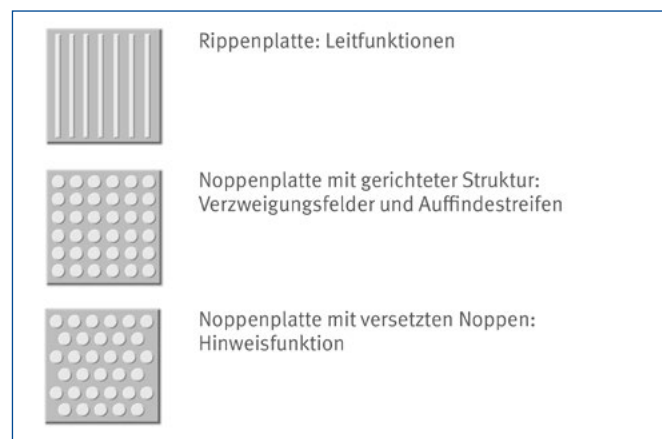 Rippenplatte: Leitfunktionen
Noppenplatte mit gerichteter Struktur:
Verzweigungsfelder und Auffindestreifen
Noppenplatte mit versetzten Noppen:
Hinweisfunktion